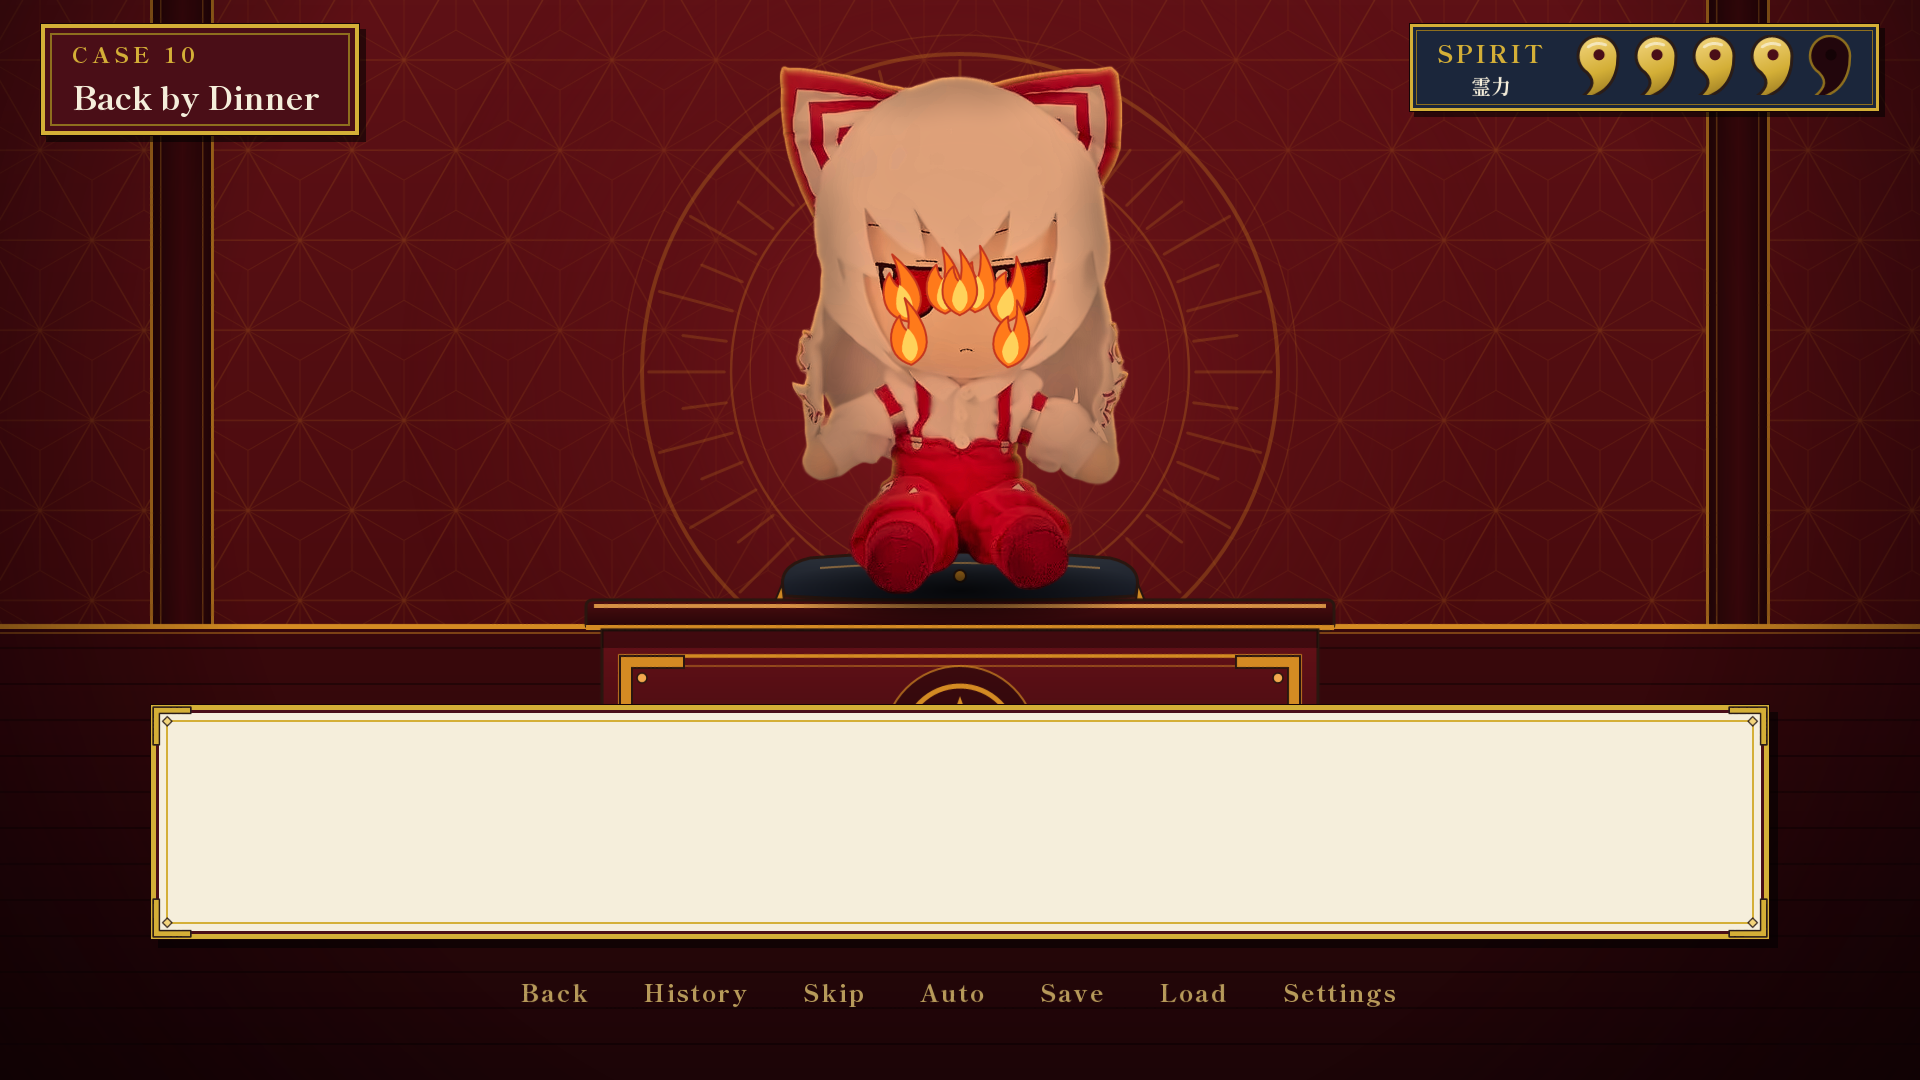 CASE 10
Back by Dinner
SPIRIT
霊力
Back
History
Skip
Auto
Save
Load
Settings